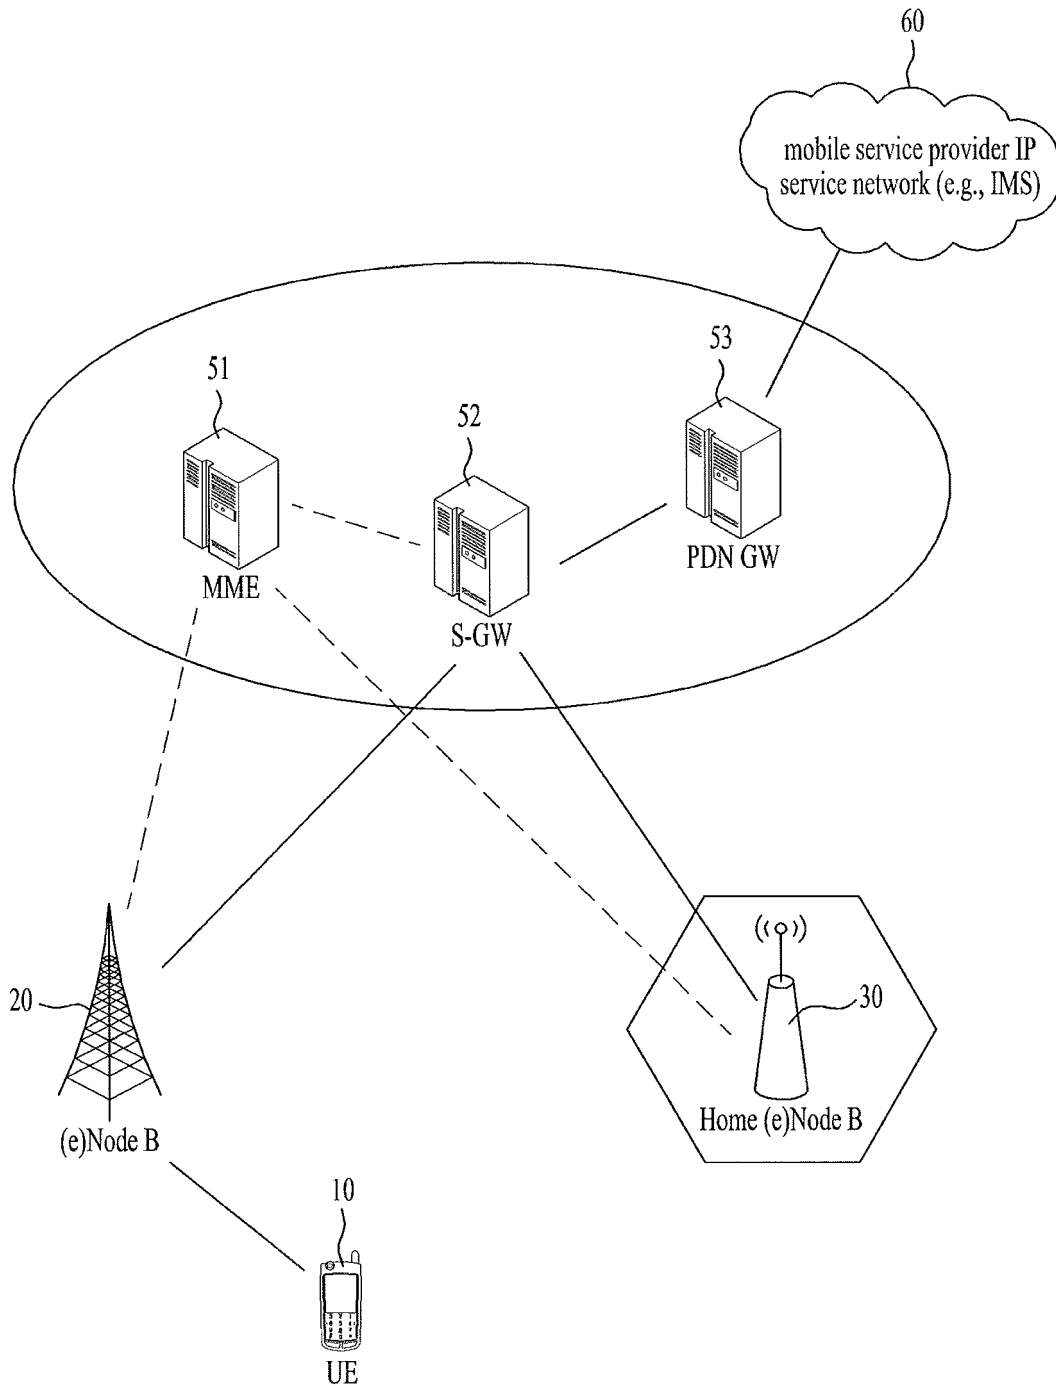 60
mobile service provider IP
service network (e.g., IMS)
53
51
52
PDN GW
MME
S-GW
20
30
Home (e)Node B
(e)Node B
10
UE